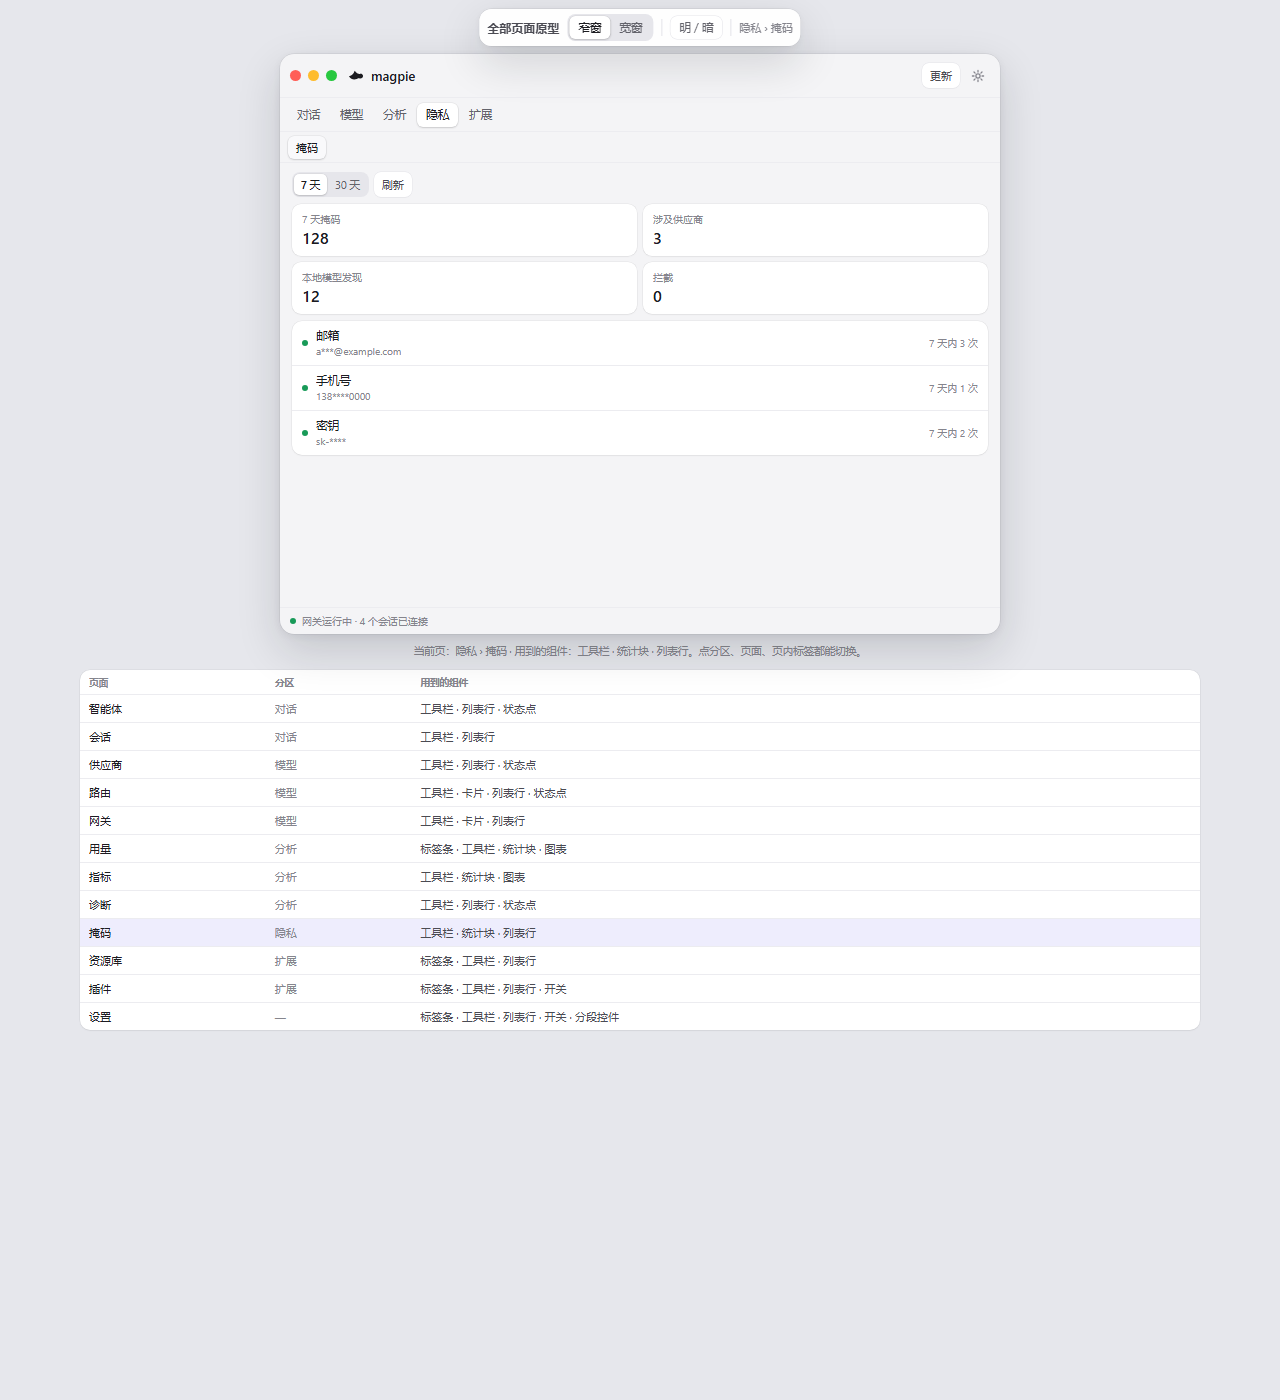 全部页面原型 窄窗 宽窗 明 / 暗 隐私 › 掩码
magpie 更新
对话 模型 分析 隐私 扩展
掩码
7 天 30 天 刷新
7 天掩码 涉及供应商
128 3
本地模型发现 拦截
12 0
邮箱
a***@example.com 7 天内 3 次
手机号
138****0000 7 天内 1 次
密钥
sk-**** 7 天内 2 次
网关运行中 · 4 个会话已连接
当前页：隐私 › 掩码 · 用到的组件：工具栏 · 统计块 · 列表行。点分区、页面、页内标签都能切换。
页面 分区 用到的组件
智能体 对话 工具栏 · 列表行 · 状态点
会话 对话 工具栏 · 列表行
供应商 模型 工具栏 · 列表行 · 状态点
路由 模型 工具栏 · 卡片 · 列表行 · 状态点
网关 模型 工具栏 · 卡片 · 列表行
用量 分析 标签条 · 工具栏 · 统计块 · 图表
指标 分析 工具栏 · 统计块 · 图表
诊断 分析 工具栏 · 列表行 · 状态点
掩码 隐私 工具栏 · 统计块 · 列表行
资源库 扩展 标签条 · 工具栏 · 列表行
插件 扩展 标签条 · 工具栏 · 列表行 · 开关
设置 — 标签条 · 工具栏 · 列表行 · 开关 · 分段控件